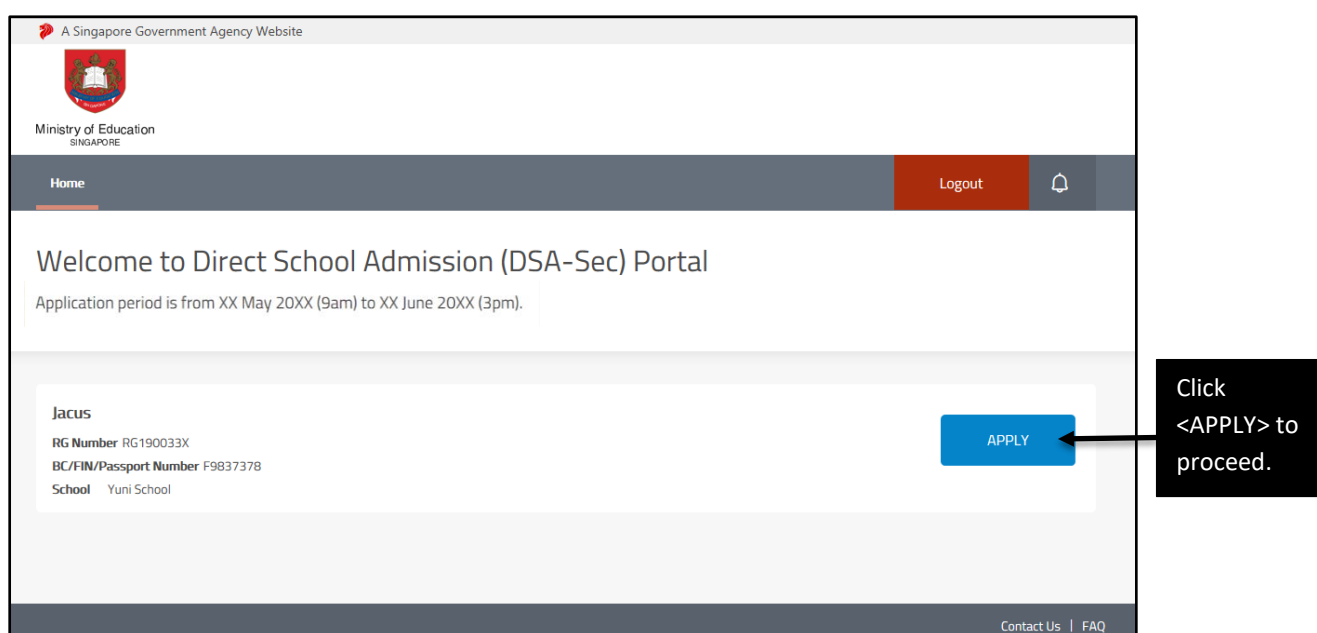 A Singapore Government Agency Website
Ministry of Education
SINGAPORE
Home
Logout
Welcome to Direct School Admission (DSA-Sec) Portal
Application period is from XX May 20XX (9am) to XX June 20XX (3pm).
Jacus
RG Number RG190033X
BC/FIN/Passport Number F9837378
School Yuni School
APPLY
Click
<APPLY> to
proceed.
Contact Us | FAQ